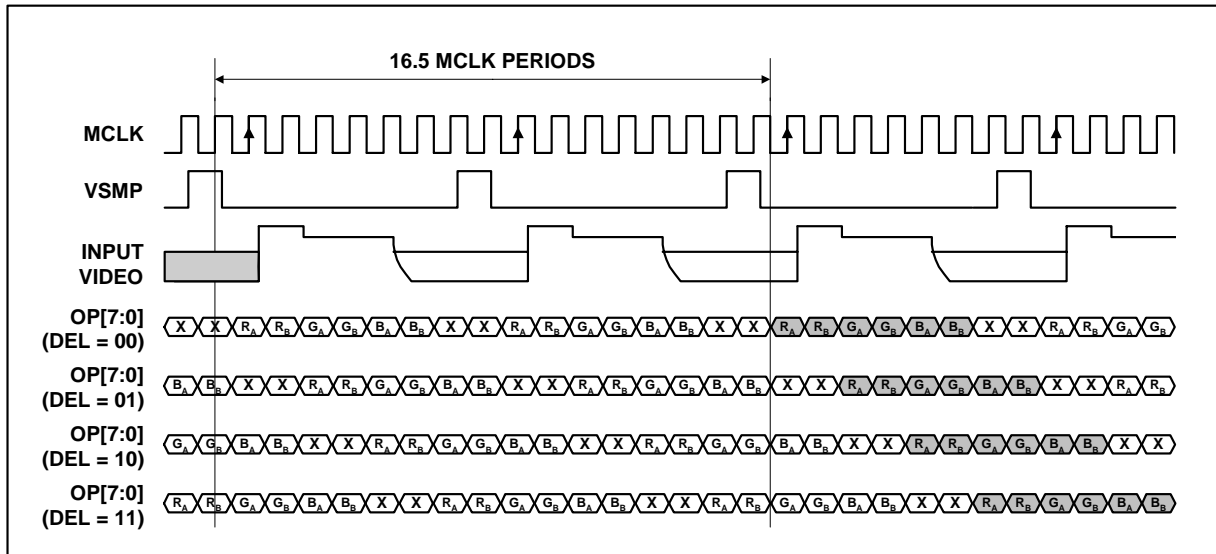 16.5 MCLK PERIODS
MCLK
VSMP
INPUT
VIDEO
OP[7:0]
(DEL = 00)
X X RA RB GA GB BA BB X X RA RB GA GB BA BB X X RA RB GA GB BA BB X X RA RB GA GB
OP[7:0]
(DEL = 01)
BA BB X X RA RB GA GB BA BB X X RA RB GA GB BA BB X X RA RB GA GB BA BB X X RA RB
OP[7:0]
(DEL = 10)
GA GB BA BB X X RA RB GA GB BA BB X X RA RB GA GB BA BB X X RA RB GA GB BA BB X X
OP[7:0]
(DEL = 11)
RA RB GA GB BA BB X X RA RB GA GB BA BB X X RA RB GA GB BA BB X X RA RB GA GB BA BB